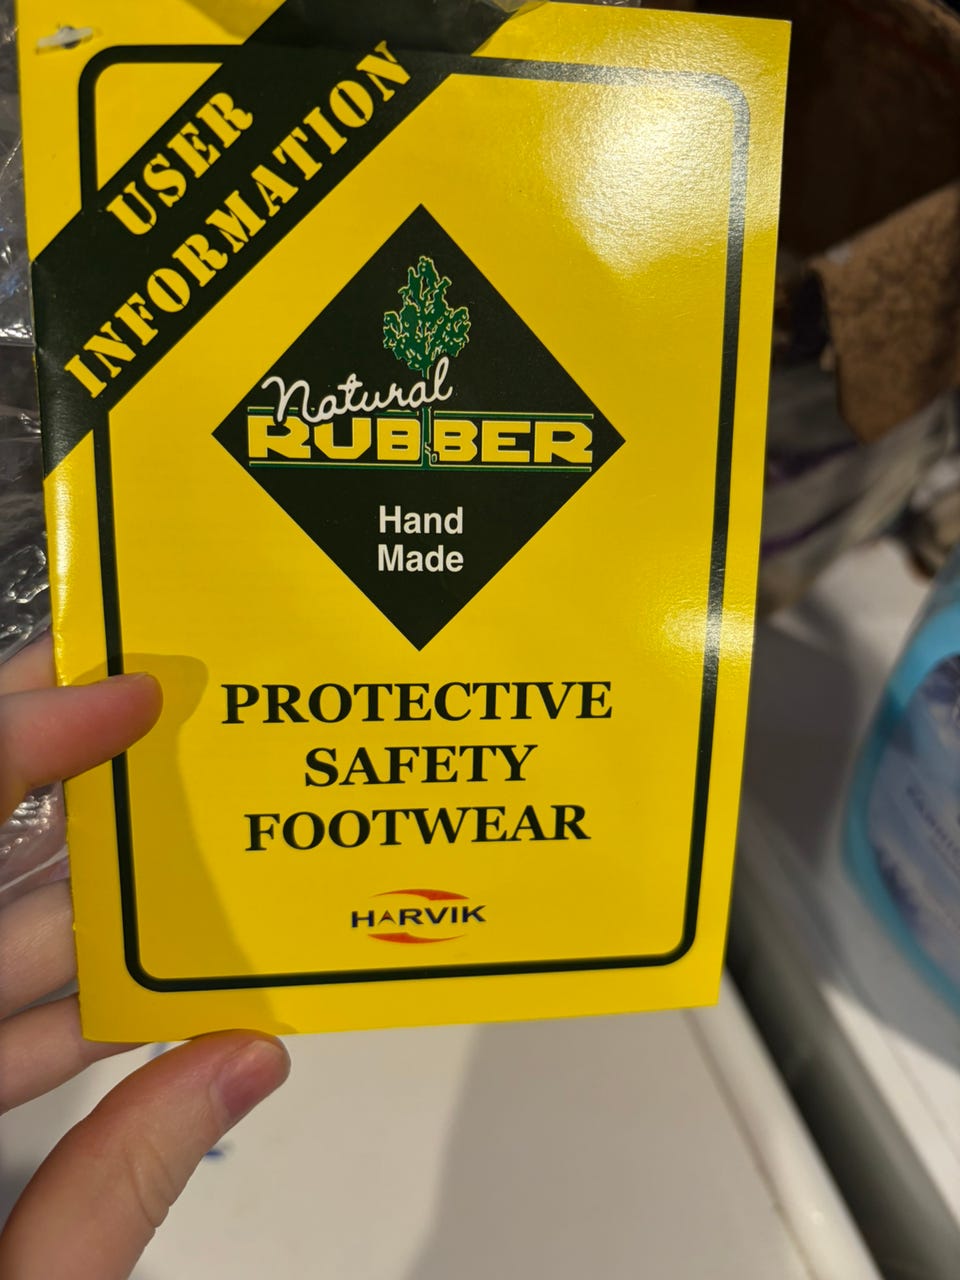 USER
INFORMATION
Natural
RUBBER
Hand
Made
PROTECTIVE
SAFETY
FOOTWEAR
HARVIK